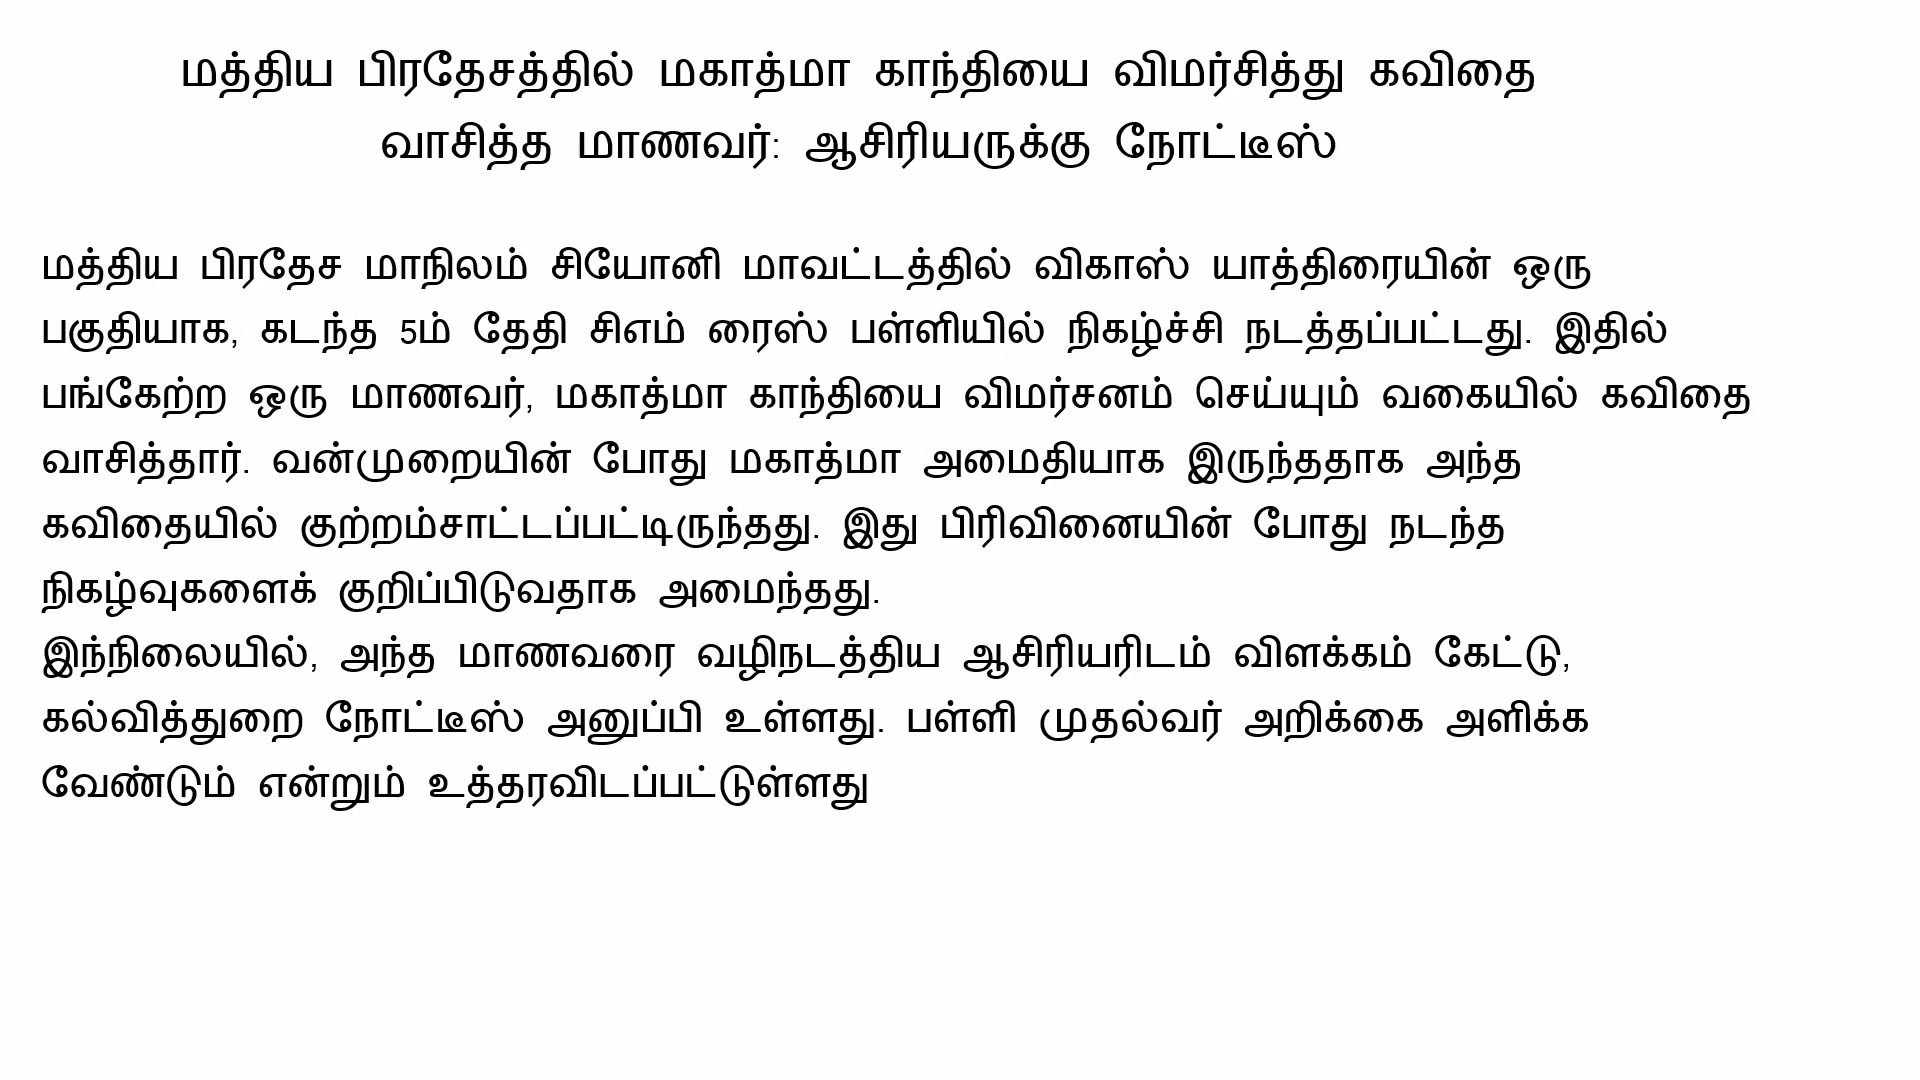 மத்திய பிரதேசத்தில் மகாத்மா காந்தியை விமர்சித்து கவிதை
வாசித்த மாணவர்: ஆசிரியருக்கு நோட்டீஸ்
மத்திய பிரதேச மாநிலம் சியோனி மாவட்டத்தில் விகாஸ் யாத்திரையின் ஒரு
பகுதியாக, கடந்த 5ம் தேதி சிஎம் ரைஸ் பள்ளியில் நிகழ்ச்சி நடத்தப்பட்டது. இதில்
பங்கேற்ற ஒரு மாணவர், மகாத்மா காந்தியை விமர்சனம் செய்யும் வகையில் கவிதை
வாசித்தார். வன்முறையின் போது மகாத்மா அமைதியாக இருந்ததாக அந்த
கவிதையில் குற்றம்சாட்டப்பட்டிருந்தது. இது பிரிவினையின் போது நடந்த
நிகழ்வுகளைக் குறிப்பிடுவதாக அமைந்தது.
இந்நிலையில், அந்த மாணவரை வழிநடத்திய ஆசிரியரிடம் விளக்கம் கேட்டு,
கல்வித்துறை நோட்டீஸ் அனுப்பி உள்ளது. பள்ளி முதல்வர் அறிக்கை அளிக்க
வேண்டும் என்றும் உத்தரவிடப்பட்டுள்ளது